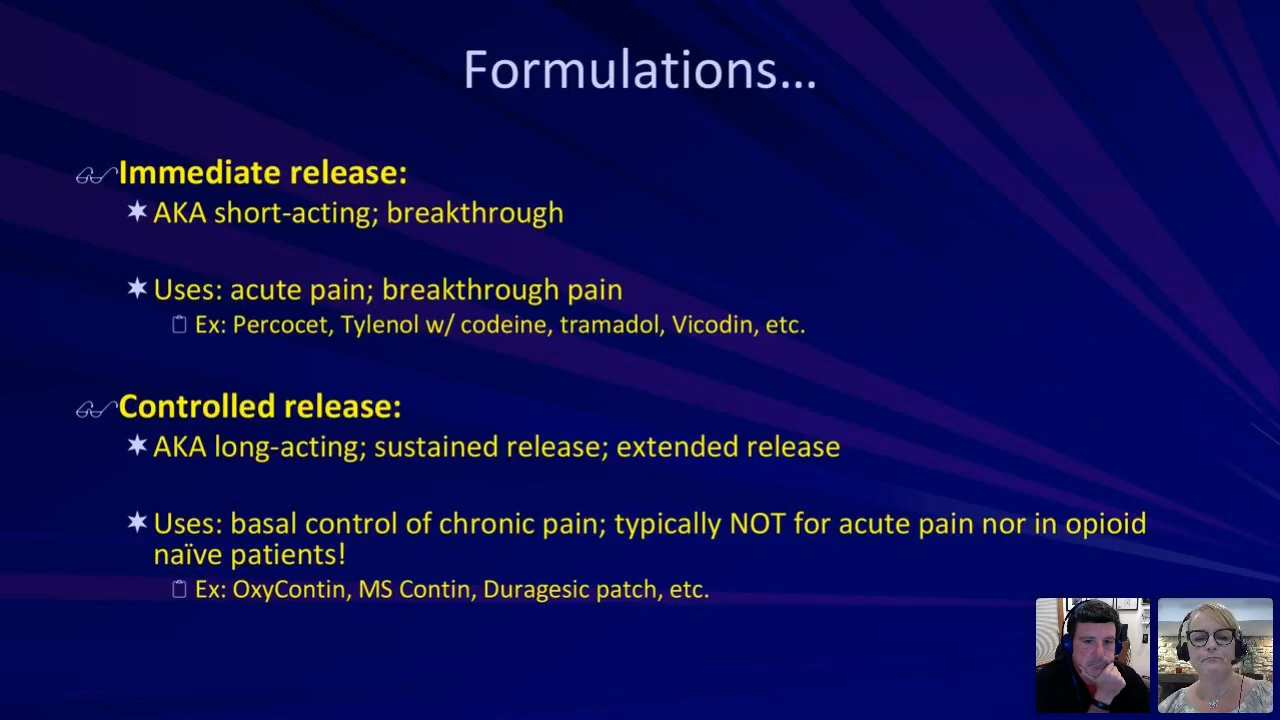 Formulations...
Immediate release:
AKA short-acting; breakthrough
Uses: acute pain; breakthrough pain
Ex: Percocet, Tylenol w/ codeine, tramadol, Vicodin, etc.
Controlled release:
AKA long-acting; sustained release; extended release
Uses: basal control of chronic pain; typically NOT for acute pain nor in opioid
naïve patients!
Ex: OxyContin, MS Contin, Duragesic patch, etc.